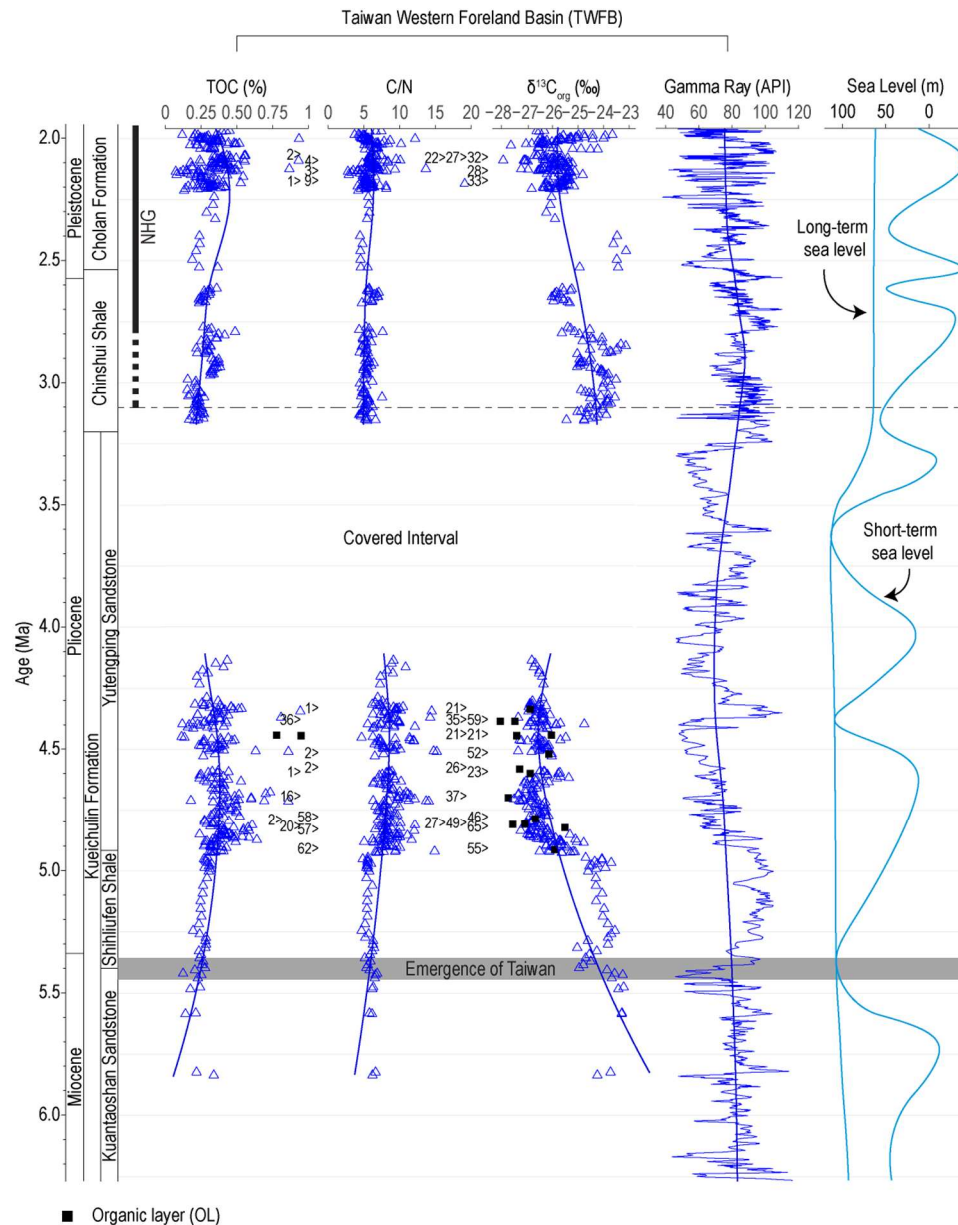 Taiwan Western Foreland Basin (TWFB)
TOC (%)
C/N
δ13Corg (‰)
Gamma Ray (API)
Sea Level (m)
0 0.25 0.50 0.75 1
0 5 10 15 20
−28 −27 −26 −25 −24 −23
40 60 80 100 120
100 50 0
Age (Ma)
2.0
2.5
3.0
3.5
4.0
4.5
5.0
5.5
6.0
Pleistocene
Pliocene
Miocene
Cholan Formation
Chinshui Shale
Kueichulin Formation
Yutengping Sandstone
Shihliufen Shale
Kuantaoshan Sandstone
NHG
2>
4>
3>
1> 9>
22>27>32>
28>
33>
Long-term
sea level
Short-term
sea level
Covered Interval
1>
36>
2>
2>
1>
16>
58>
2>
20>
57>
62>
21>
35>59>
21>21>
52>
26>
23>
37>
46>
27>49>
65>
55>
Emergence of Taiwan
Organic layer (OL)